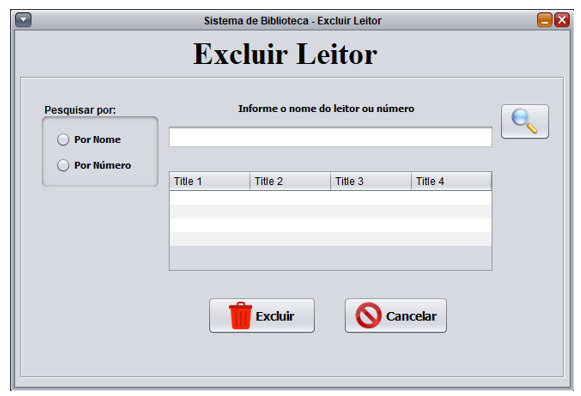 Sistema de Biblioteca - Excluir Leitor
Excluir Leitor
Pesquisar por:
Por Nome
Por Número
Informe o nome do leitor ou número
Title 1 Title 2 Title 3 Title 4
Excluir Cancelar